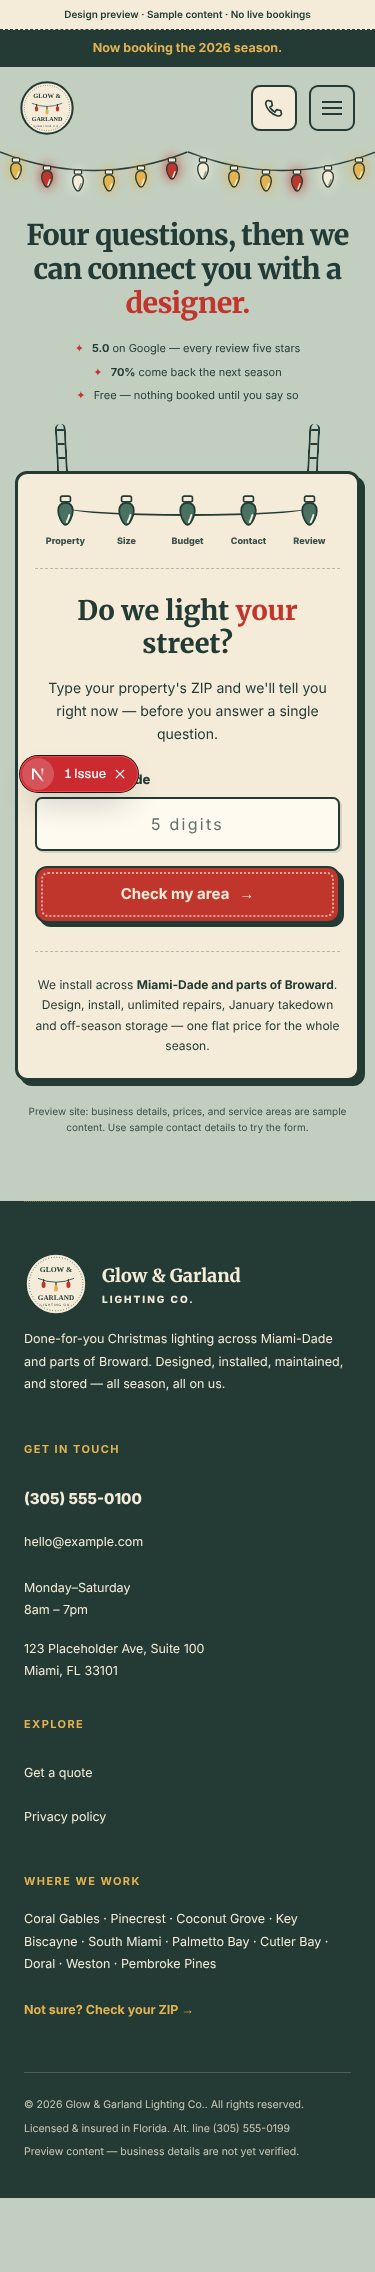 Design preview · Sample content · No live bookings
Now booking the 2026 season.
GLOW &
GARLAND
Four questions, then we
can connect you with a
designer.
✦ 5.0 on Google — every review five stars
✦ 70% come back the next season
✦ Free — nothing booked until you say so
Property Size Budget Contact Review
Do we light your
street?
Type your property's ZIP and we'll tell you
right now — before you answer a single
question.
de
N 1 Issue ×
5 digits
Check my area →
We install across Miami-Dade and parts of Broward.
Design, install, unlimited repairs, January takedown
and off-season storage — one flat price for the whole
season.
Preview site: business details, prices, and service areas are sample
content. Use sample contact details to try the form.
GLOW &
GARLAND
LIGHTING CO.
Glow & Garland
LIGHTING CO.
Done-for-you Christmas lighting across Miami-Dade
and parts of Broward. Designed, installed, maintained,
and stored — all season, all on us.
GET IN TOUCH
(305) 555-0100
hello@example.com
Monday–Saturday
8am – 7pm
123 Placeholder Ave, Suite 100
Miami, FL 33101
EXPLORE
Get a quote
Privacy policy
WHERE WE WORK
Coral Gables · Pinecrest · Coconut Grove · Key
Biscayne · South Miami · Palmetto Bay · Cutler Bay ·
Doral · Weston · Pembroke Pines
Not sure? Check your ZIP →
© 2026 Glow & Garland Lighting Co.. All rights reserved.
Licensed & insured in Florida. Alt. line (305) 555-0199
Preview content — business details are not yet verified.